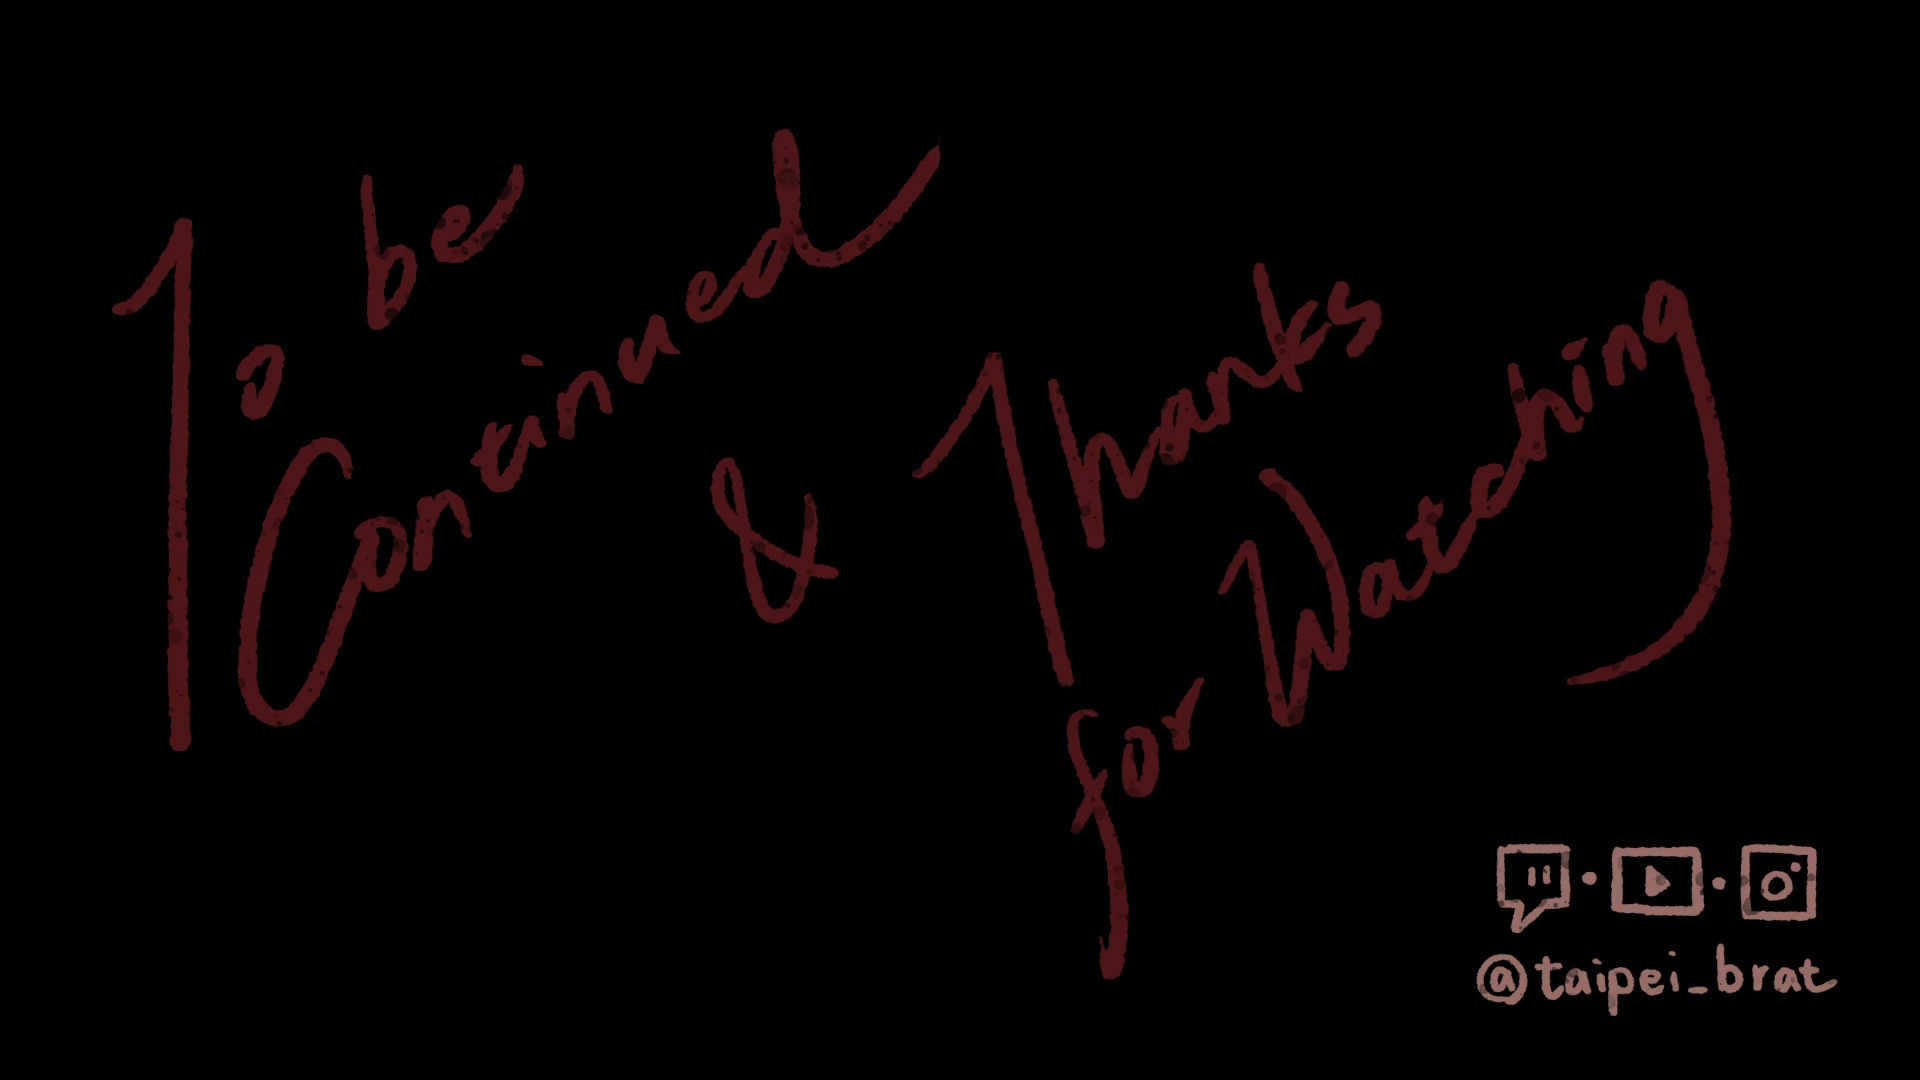 To be
Continued
&
Thanks
for Watching
@taipei_brat